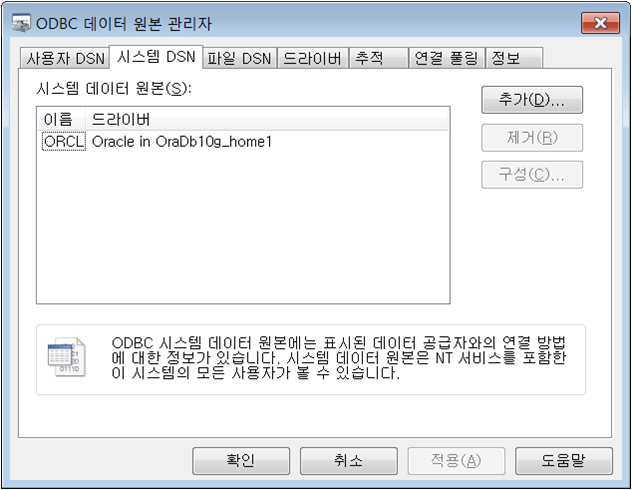 ODBC 데이터 원본 관리자
사용자 DSN 시스템 DSN 파일 DSN 드라이버 추적 연결 풀링 정보
시스템 데이터 원본(S):
이름 드라이버
ORCL Oracle in OraDb10g_home1
추가(D)...
제거(R)
구성(C)...
ODBC 시스템 데이터 원본에는 표시된 데이터 공급자와의 연결 방법
에 대한 정보가 있습니다. 시스템 데이터 원본은 NT 서비스를 포함한
이 시스템의 모든 사용자가 볼 수 있습니다.
확인 취소 적용(A) 도움말